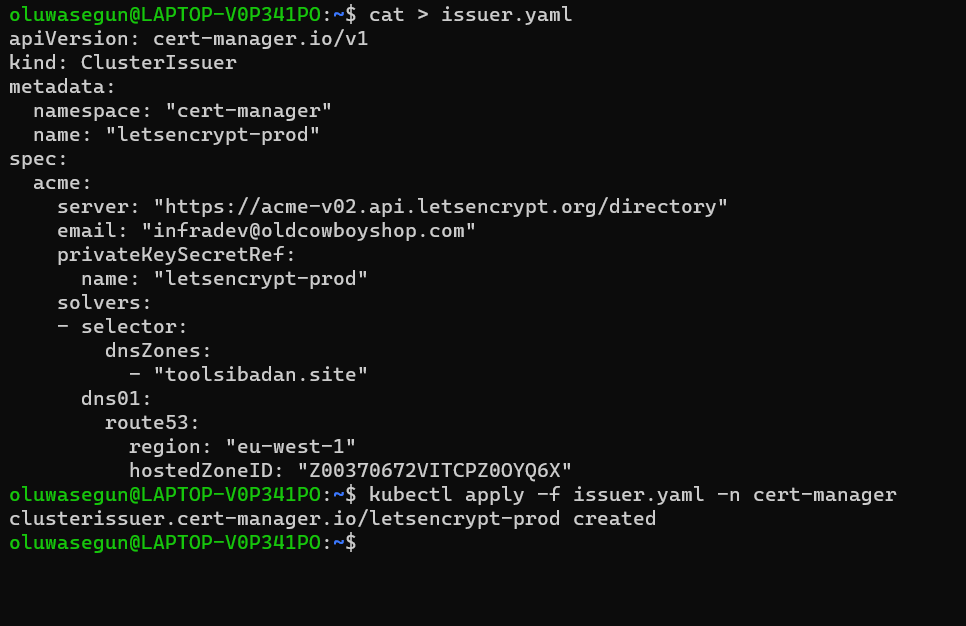 oluwasegun@LAPTOP-V0P341PO:~$ cat > issuer.yaml
apiVersion: cert-manager.io/v1
kind: ClusterIssuer
metadata:
  namespace: "cert-manager"
  name: "letsencrypt-prod"
spec:
  acme:
    server: "https://acme-v02.api.letsencrypt.org/directory"
    email: "infradev@oldcowboyshop.com"
    privateKeySecretRef:
      name: "letsencrypt-prod"
    solvers:
    - selector:
        dnsZones:
          - "toolsibadan.site"
      dns01:
        route53:
          region: "eu-west-1"
          hostedZoneID: "Z00370672VITCPZ0OYQ6X"
oluwasegun@LAPTOP-V0P341PO:~$ kubectl apply -f issuer.yaml -n cert-manager
clusterissuer.cert-manager.io/letsencrypt-prod created
oluwasegun@LAPTOP-V0P341PO:~$